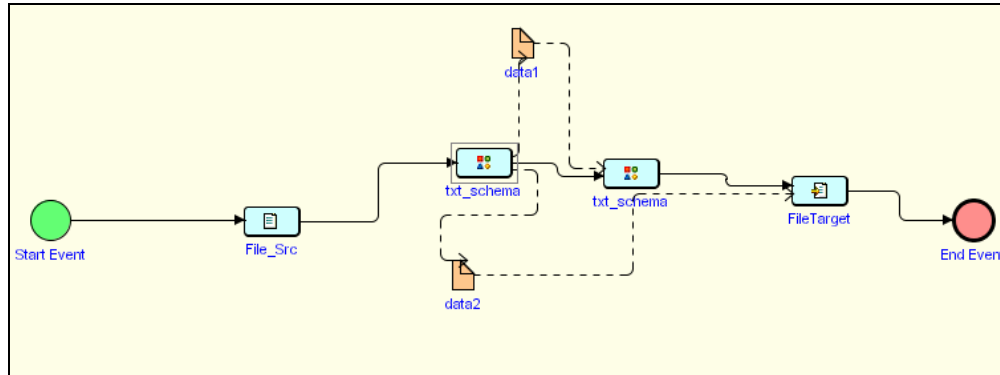 data1
txt_schema
txt_schema
File_Src
FileTarget
Start Event
End Even
data2